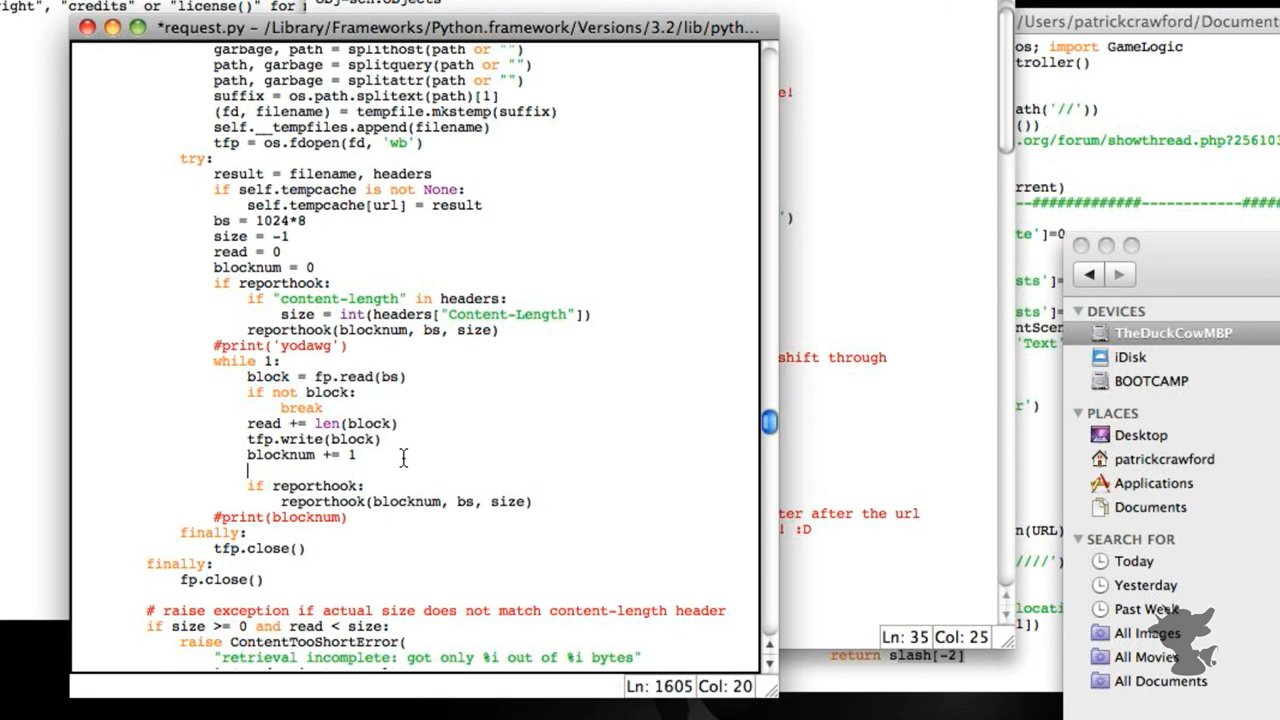 right", "credits" or "license()" for
*request.py – /Library/Frameworks/Python.framework/Versions/3.2/lib/pyth...
garbage, path = splithost(path or "")
path, garbage = splitquery(path or "")
path, garbage = splitattr(path or "")
suffix = os.path.splitext(path)[1]
(fd, filename) = tempfile.mkstemp(suffix)
self.__tempfiles.append(filename)
tfp = os.fdopen(fd, 'wb')
try:
result = filename, headers
if self.tempcache is not None:
self.tempcache[url] = result
bs = 1024*8
size = -1
read = 0
blocknum = 0
if reporthook:
if "content-length" in headers:
size = int(headers["Content-Length"])
reporthook(blocknum, bs, size)
#print('yodawg')
while 1:
block = fp.read(bs)
if not block:
break
read += len(block)
tfp.write(block)
blocknum += 1
if reporthook:
reporthook(blocknum, bs, size)
#print(blocknum)
finally:
tfp.close()
finally:
fp.close()
# raise exception if actual size does not match content-length header
if size >= 0 and read < size:
raise ContentTooShortError(
"retrieval incomplete: got only %i out of %i bytes"
Ln: 1605 Col: 20
e!
')
shift through
ter after the url
! :D
Ln: 35 Col: 25
return slash[-2]
/Users/patrickcrawford/Document
os; import GameLogic
troller()
ath('//'))
())
.org/forum/showthread.php?256103
rrent)
--#############-----------#####
te']=0
sts']=
sts']=
ntScen
'Text'
r')
n(URL)
////')
locati
1])
DEVICES
TheDuckCowMBP
iDisk
BOOTCAMP
PLACES
Desktop
patrickcrawford
Applications
Documents
SEARCH FOR
Today
Yesterday
Past Week
All Images
All Movies
All Documents